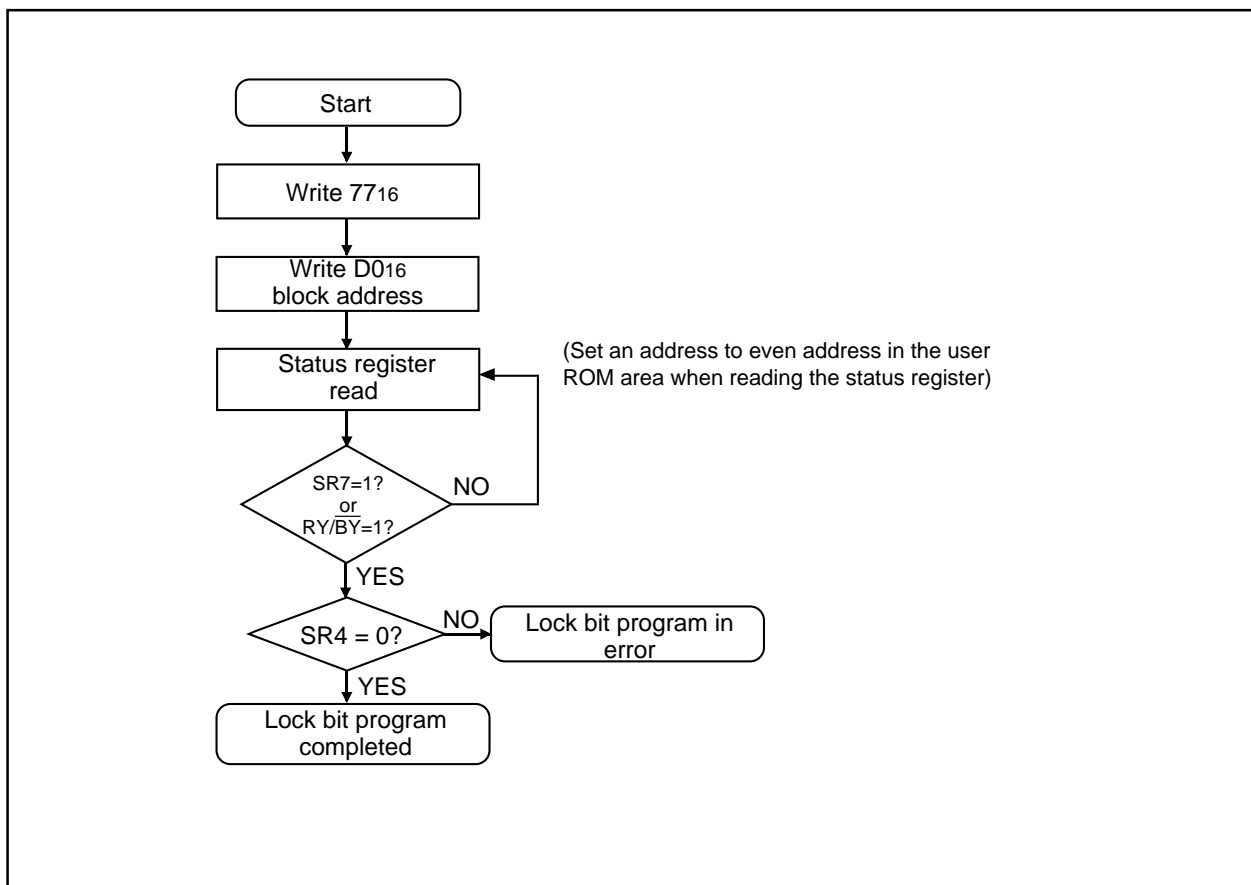 Start
Write 7716
Write D016
block address
Status register
read
(Set an address to even address in the user
ROM area when reading the status register)
SR7=1?
or
RY/BY=1?
NO
YES
SR4 = 0?
NO
Lock bit program in
error
YES
Lock bit program
completed